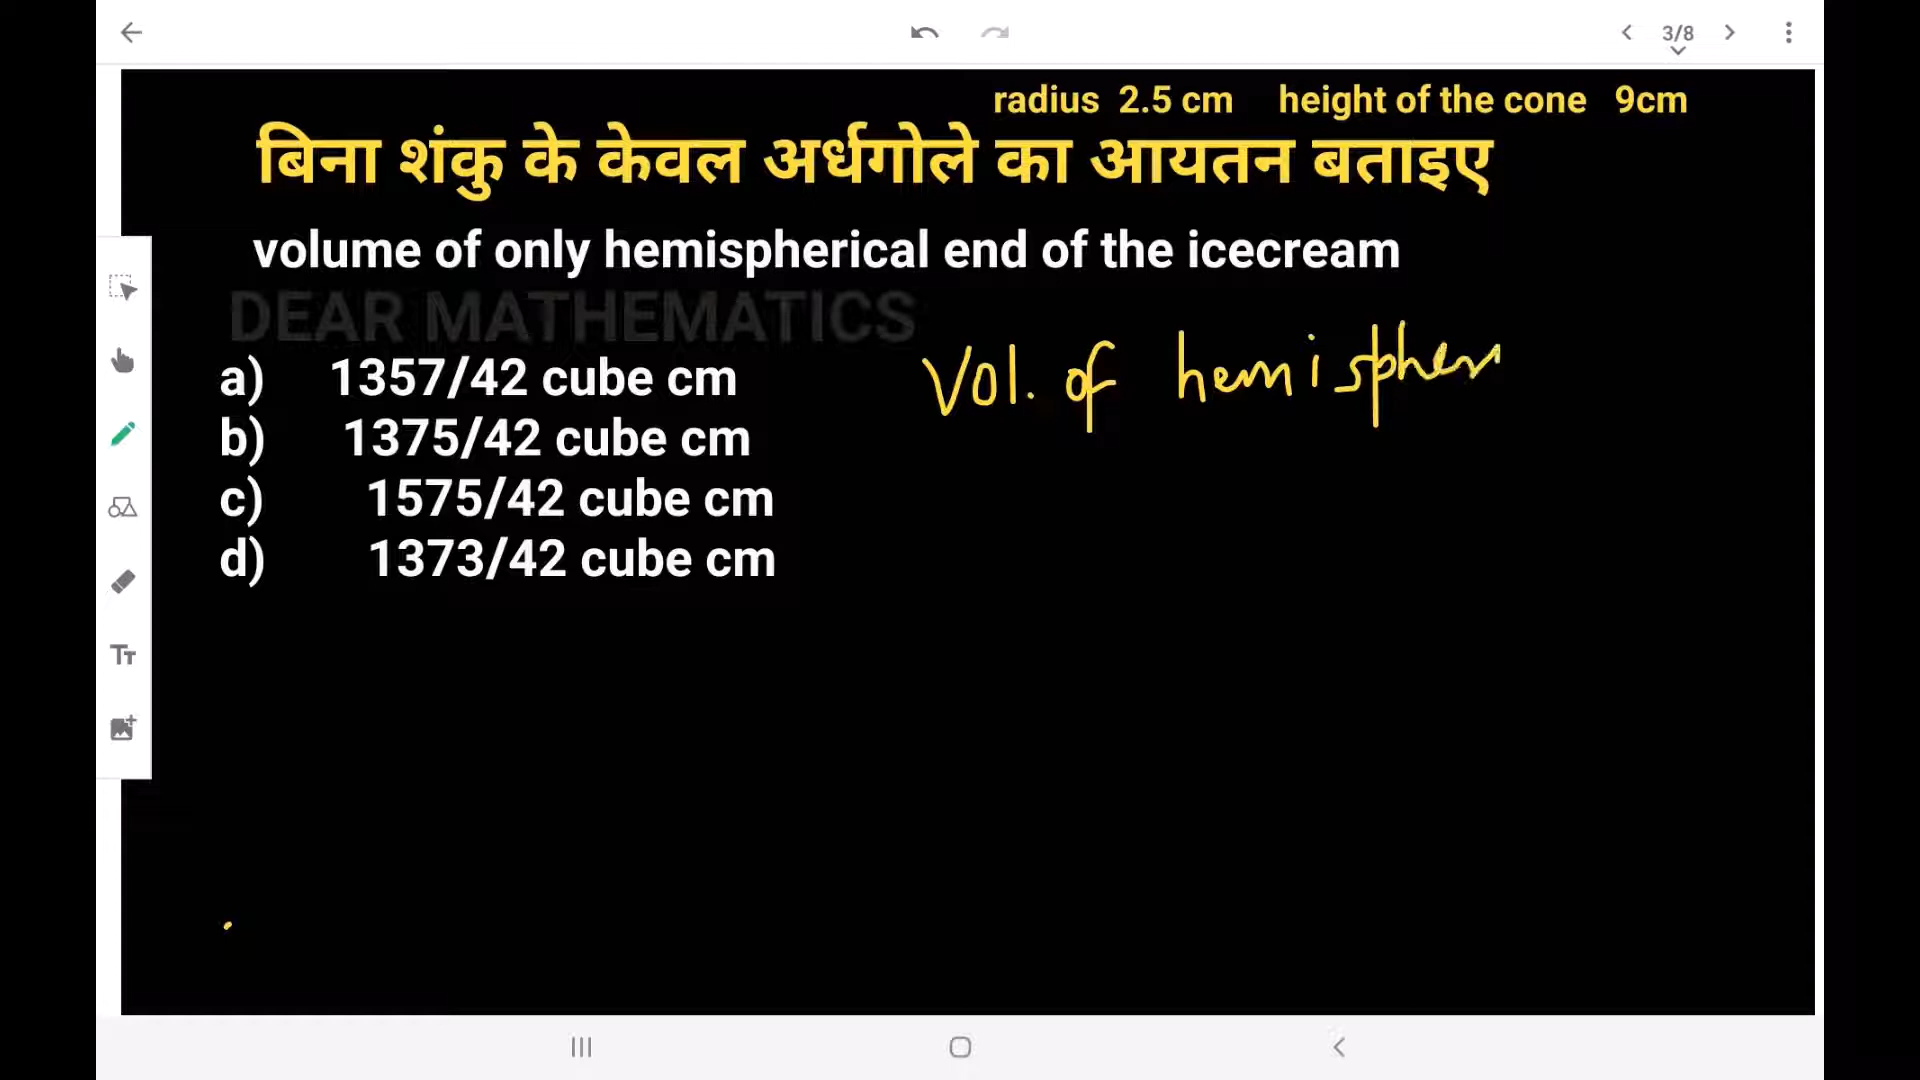 3/8
radius 2.5 cm height of the cone 9cm
बिना शंकु के केवल अर्धगोले का आयतन बताइए
volume of only hemispherical end of the icecream
DEAR MATHEMATICS
a) 1357/42 cube cm
b) 1375/42 cube cm
c) 1575/42 cube cm
d) 1373/42 cube cm
Vol. of hemispher
Tт